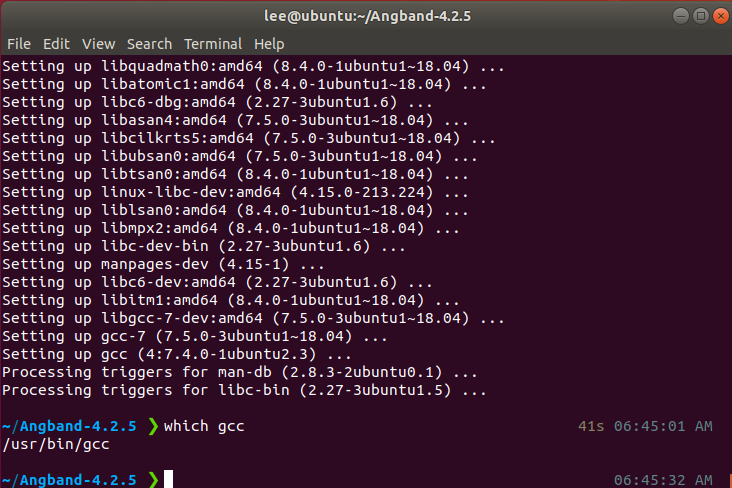 lee@ubuntu:~/Angband-4.2.5
File Edit View Search Terminal Help
Setting up libquadmath0:amd64 (8.4.0-1ubuntu1~18.04) ...
Setting up libatomic1:amd64 (8.4.0-1ubuntu1~18.04) ...
Setting up libc6-dbg:amd64 (2.27-3ubuntu1.6) ...
Setting up libasan4:amd64 (7.5.0-3ubuntu1~18.04) ...
Setting up libcilkrts5:amd64 (7.5.0-3ubuntu1~18.04) ...
Setting up libubsan0:amd64 (7.5.0-3ubuntu1~18.04) ...
Setting up libtsan0:amd64 (8.4.0-1ubuntu1~18.04) ...
Setting up linux-libc-dev:amd64 (4.15.0-213.224) ...
Setting up liblsan0:amd64 (8.4.0-1ubuntu1~18.04) ...
Setting up libmpx2:amd64 (8.4.0-1ubuntu1~18.04) ...
Setting up libc-dev-bin (2.27-3ubuntu1.6) ...
Setting up manpages-dev (4.15-1) ...
Setting up libc6-dev:amd64 (2.27-3ubuntu1.6) ...
Setting up libitm1:amd64 (8.4.0-1ubuntu1~18.04) ...
Setting up libgcc-7-dev:amd64 (7.5.0-3ubuntu1~18.04) ...
Setting up gcc-7 (7.5.0-3ubuntu1~18.04) ...
Setting up gcc (4:7.4.0-1ubuntu2.3) ...
Processing triggers for man-db (2.8.3-2ubuntu0.1) ...
Processing triggers for libc-bin (2.27-3ubuntu1.5) ...
~/Angband-4.2.5 ❯ which gcc 41s 06:45:01 AM
/usr/bin/gcc
~/Angband-4.2.5 ❯ 06:45:32 AM